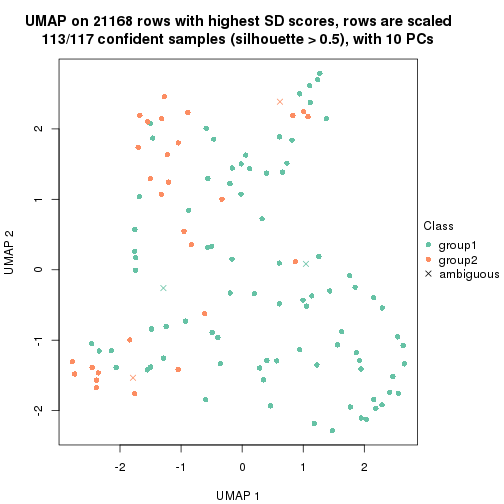 UMAP on 21168 rows with highest SD scores, rows are scaled
113/117 confident samples (silhouette > 0.5), with 10 PCs
UMAP 2
2
1
0
-1
-2
-2
-1
0
1
2
UMAP 1
Class
group1
group2
ambiguous